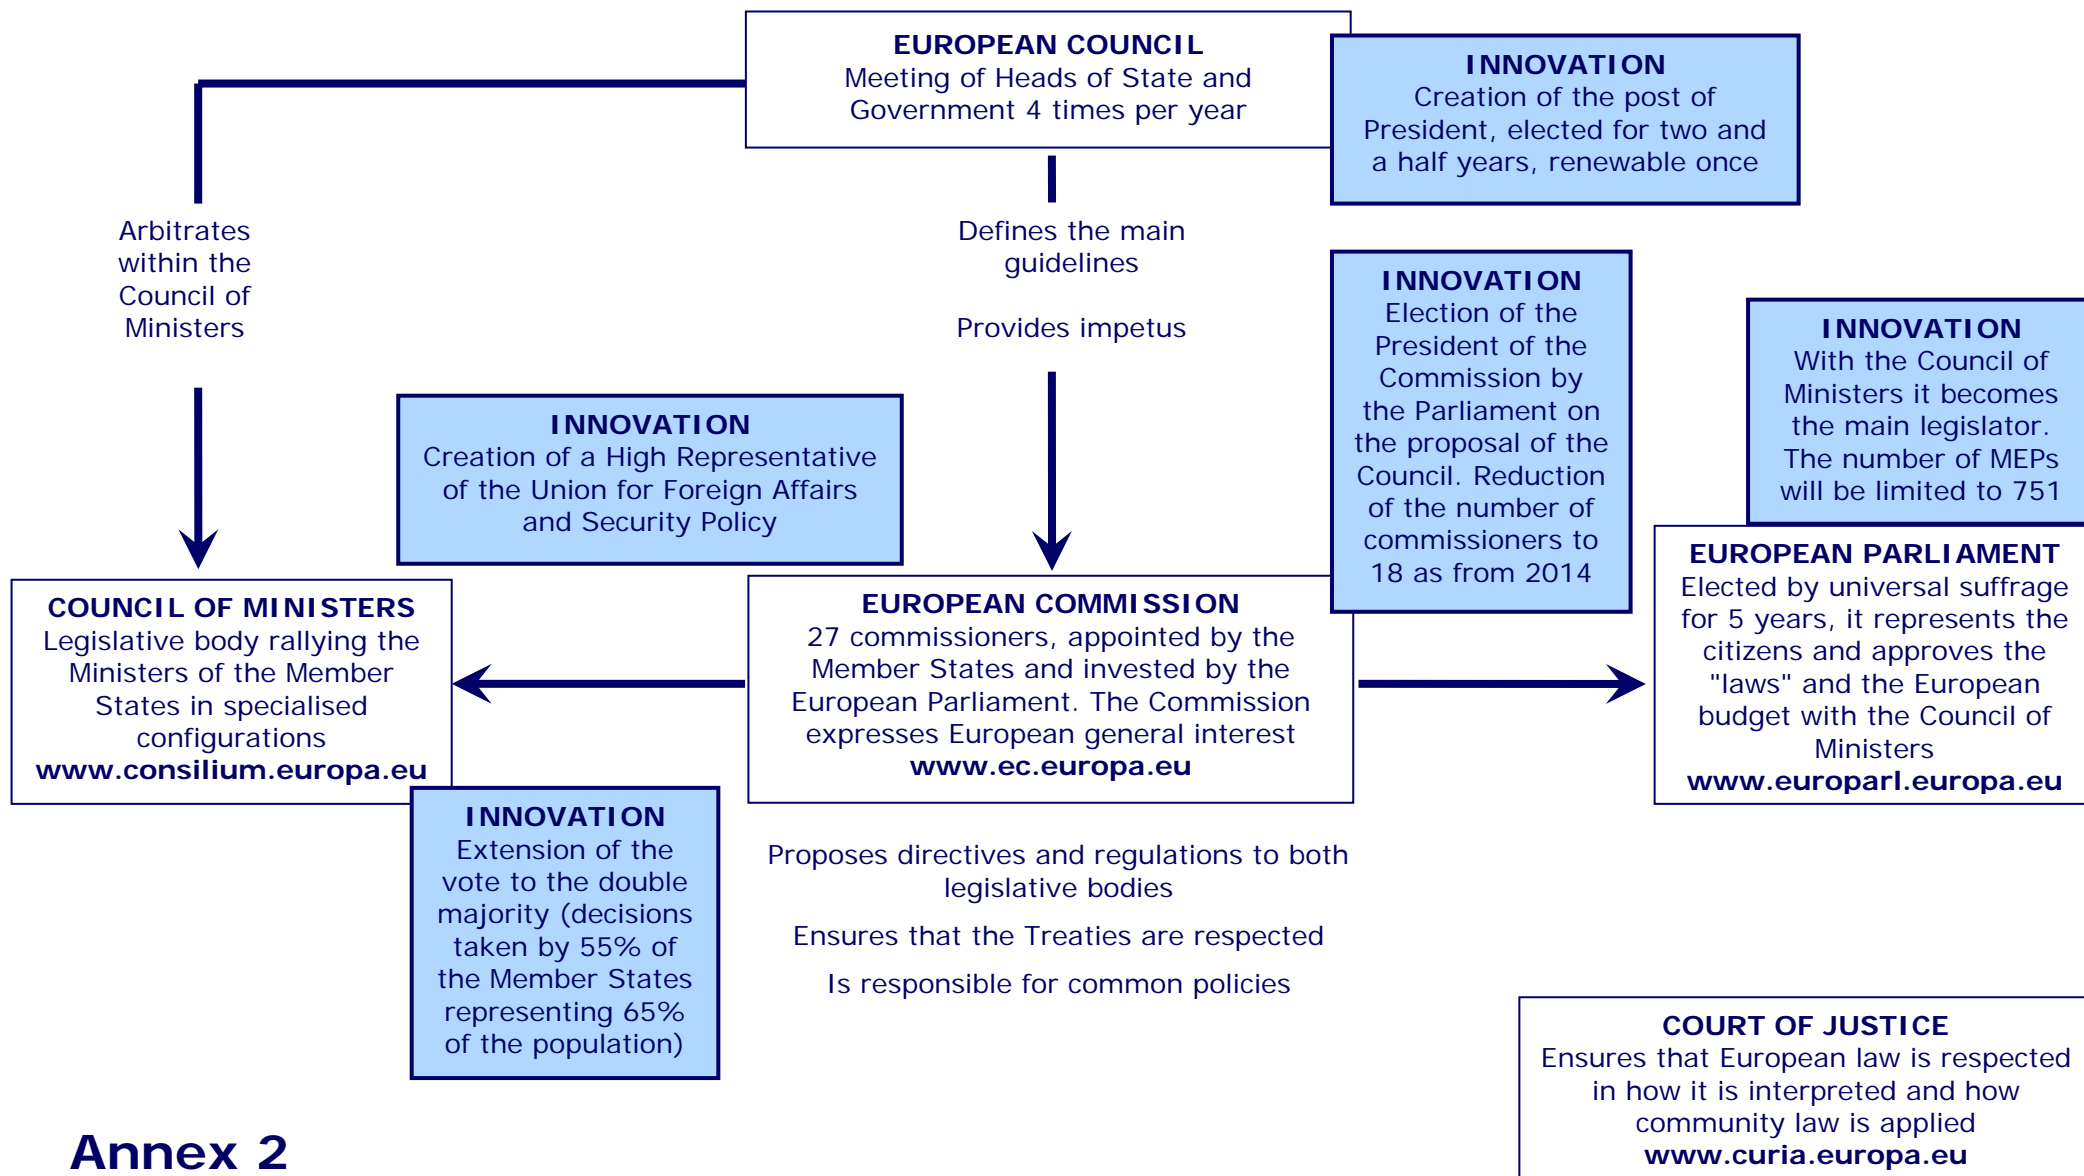 EUROPEAN COUNCIL
Meeting of Heads of State and
Government 4 times per year
INNOVATION
Creation of the post of
President, elected for two and
a half years, renewable once
Arbitrates
within the
Council of
Ministers
Defines the main
guidelines
Provides impetus
INNOVATION
Election of the
President of the
Commission by
the Parliament on
the proposal of the
Council. Reduction
of the number of
commissioners to
18 as from 2014
INNOVATION
With the Council of
Ministers it becomes
the main legislator.
The number of MEPs
will be limited to 751
INNOVATION
Creation of a High Representative
of the Union for Foreign Affairs
and Security Policy
COUNCIL OF MINISTERS
Legislative body rallying the
Ministers of the Member
States in specialised
configurations
www.consilium.europa.eu
EUROPEAN COMMISSION
27 commissioners, appointed by the
Member States and invested by the
European Parliament. The Commission
expresses European general interest
www.ec.europa.eu
EUROPEAN PARLIAMENT
Elected by universal suffrage
for 5 years, it represents the
citizens and approves the
"laws" and the European
budget with the Council of
Ministers
www.europarl.europa.eu
INNOVATION
Extension of the
vote to the double
majority (decisions
taken by 55% of
the Member States
representing 65%
of the population)
Proposes directives and regulations to both
legislative bodies
Ensures that the Treaties are respected
Is responsible for common policies
COURT OF JUSTICE
Ensures that European law is respected
in how it is interpreted and how
community law is applied
www.curia.europa.eu
Annex 2